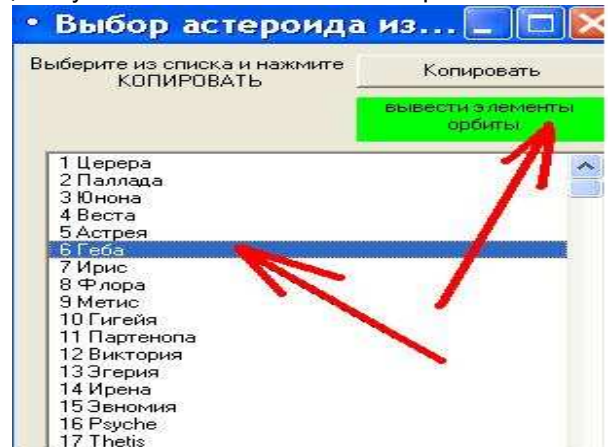 • Выбор астероида из...
Выберите из списка и нажмите
КОПИРОВАТЬ
Копировать
вывести элементы
орбиты
1 Церера
2 Паллада
3 Юнона
4 Веста
5 Астрея
6 Геба
7 Ирис
8 Флора
9 Метис
10 Гигейя
11 Партенопа
12 Виктория
13 Эгерия
14 Ирена
15 Эвномия
16 Psyche
17 Thetis